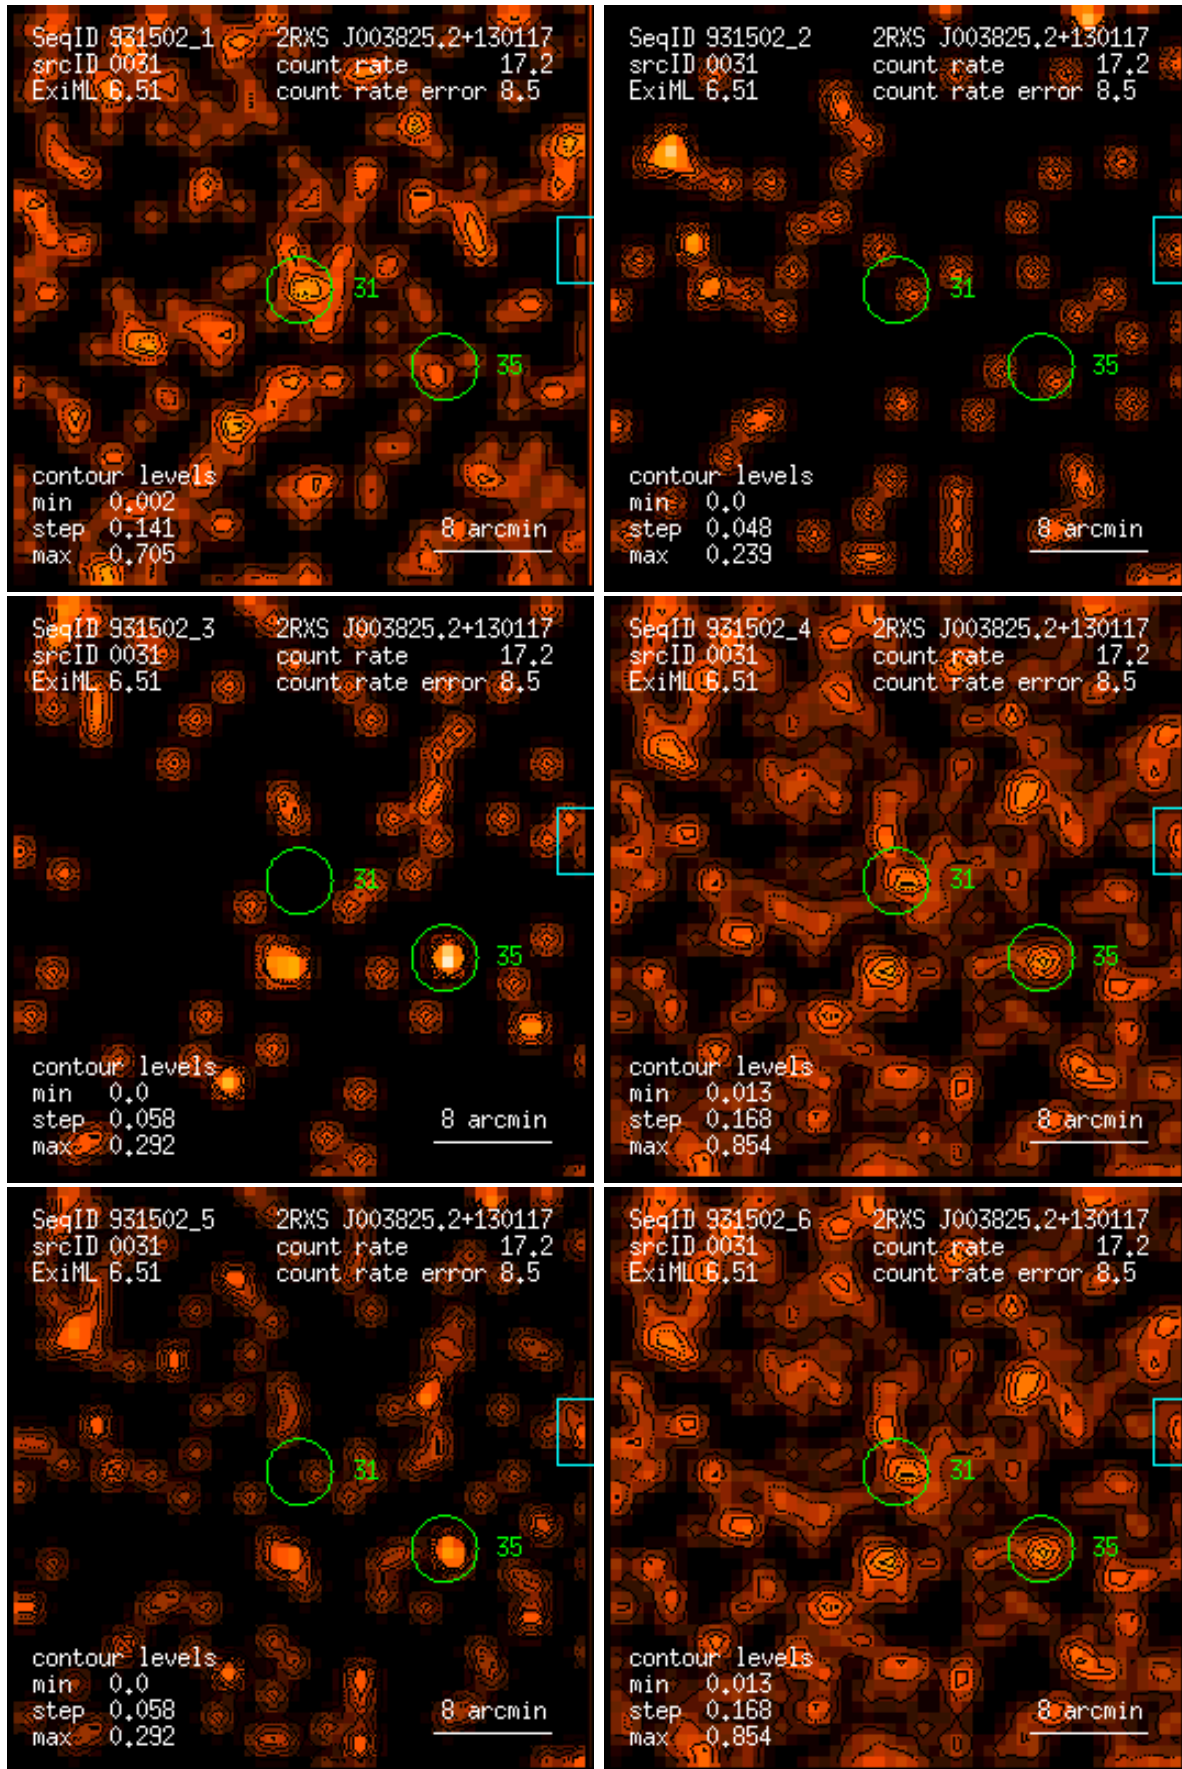 SeqID 931502_1 2RXS J003825.2+130117
srcID 0031 count rate 17.2
ExiML 6.51 count rate error 8.5
31
35
contour levels
min 0.002
step 0.141 8 arcmin
max 0.705
SeqID 931502_2 2RXS J003825.2+130117
srcID 0031 count rate 17.2
ExiML 6.51 count rate error 8.5
31
35
contour levels
min 0.0
step 0.048 8 arcmin
max 0.239
SeqID 931502_3 2RXS J003825.2+130117
srcID 0031 count rate 17.2
ExiML 6.51 count rate error 8.5
31
35
contour levels
min 0.0
step 0.058 8 arcmin
max 0.292
SeqID 931502_4 2RXS J003825.2+130117
srcID 0031 count rate 17.2
ExiML 6.51 count rate error 8.5
31
35
contour levels
min 0.013
step 0.168 8 arcmin
max 0.854
SeqID 931502_5 2RXS J003825.2+130117
srcID 0031 count rate 17.2
ExiML 6.51 count rate error 8.5
31
35
contour levels
min 0.0
step 0.058 8 arcmin
max 0.292
SeqID 931502_6 2RXS J003825.2+130117
srcID 0031 count rate 17.2
ExiML 6.51 count rate error 8.5
31
35
contour levels
min 0.013
step 0.168 8 arcmin
max 0.854